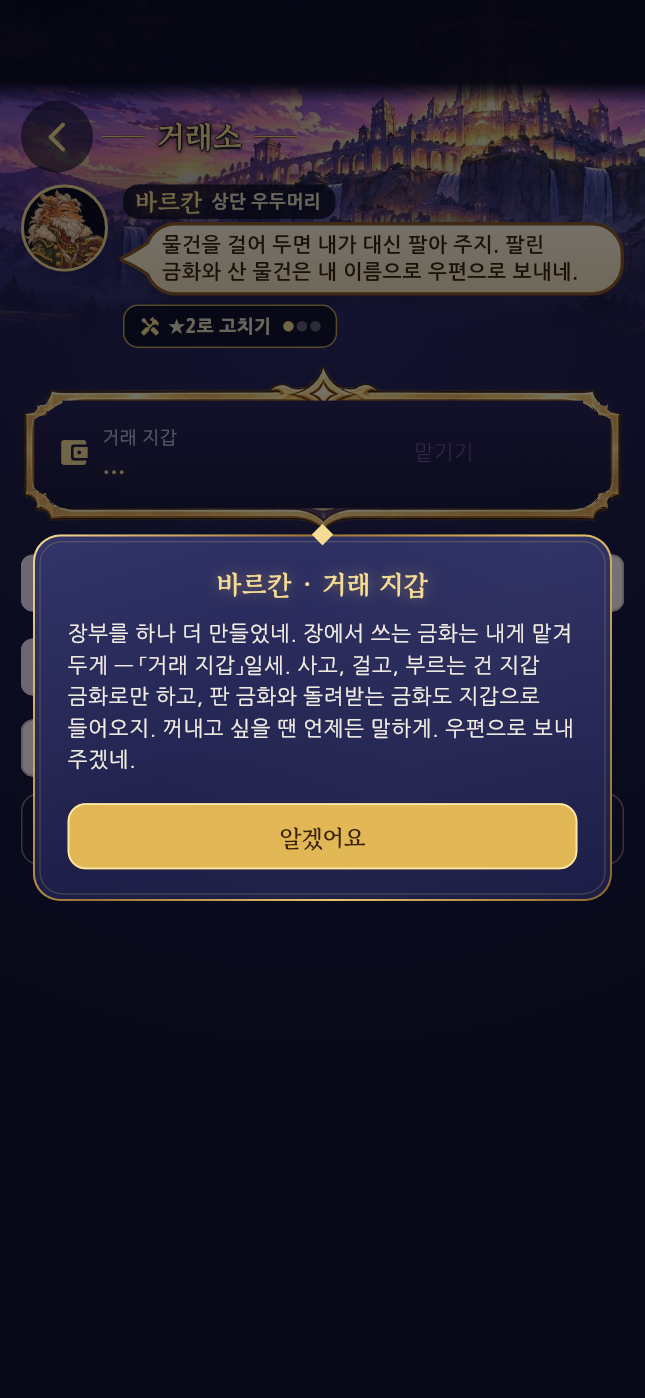 거래소
바르칸 상단 우두머리
물건을 걸어 두면 내가 대신 팔아 주지. 팔린
금화와 산 물건은 내 이름으로 우편으로 보내네.
★2로 고치기
거래 지갑
맡기기
...
바르칸 · 거래 지갑
장부를 하나 더 만들었네. 장에서 쓰는 금화는 내게 맡겨
두게 — 「거래 지갑」일세. 사고, 걸고, 부르는 건 지갑
금화로만 하고, 판 금화와 돌려받는 금화도 지갑으로
들어오지. 꺼내고 싶을 땐 언제든 말하게. 우편으로 보내
주겠네.
알겠어요